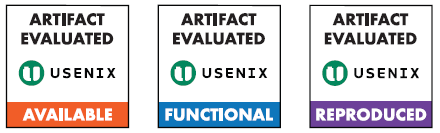 ARTIFACT
EVALUATED
USENIX
AVAILABLE
ARTIFACT
EVALUATED
USENIX
FUNCTIONAL
ARTIFACT
EVALUATED
USENIX
REPRODUCED